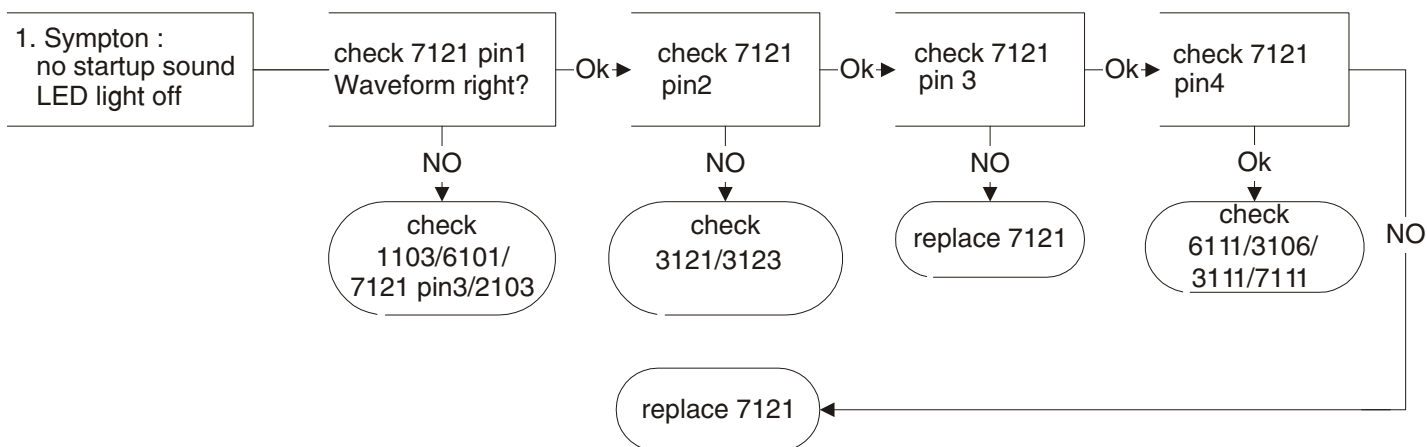 1. Sympton :
no startup sound
LED light off
check 7121 pin1
Waveform right?
Ok
check 7121
pin2
Ok
check 7121
pin 3
Ok
check 7121
pin4
NO
NO
NO
Ok
NO
check
1103/6101/
7121 pin3/2103
check
3121/3123
replace 7121
check
6111/3106/
3111/7111
replace 7121